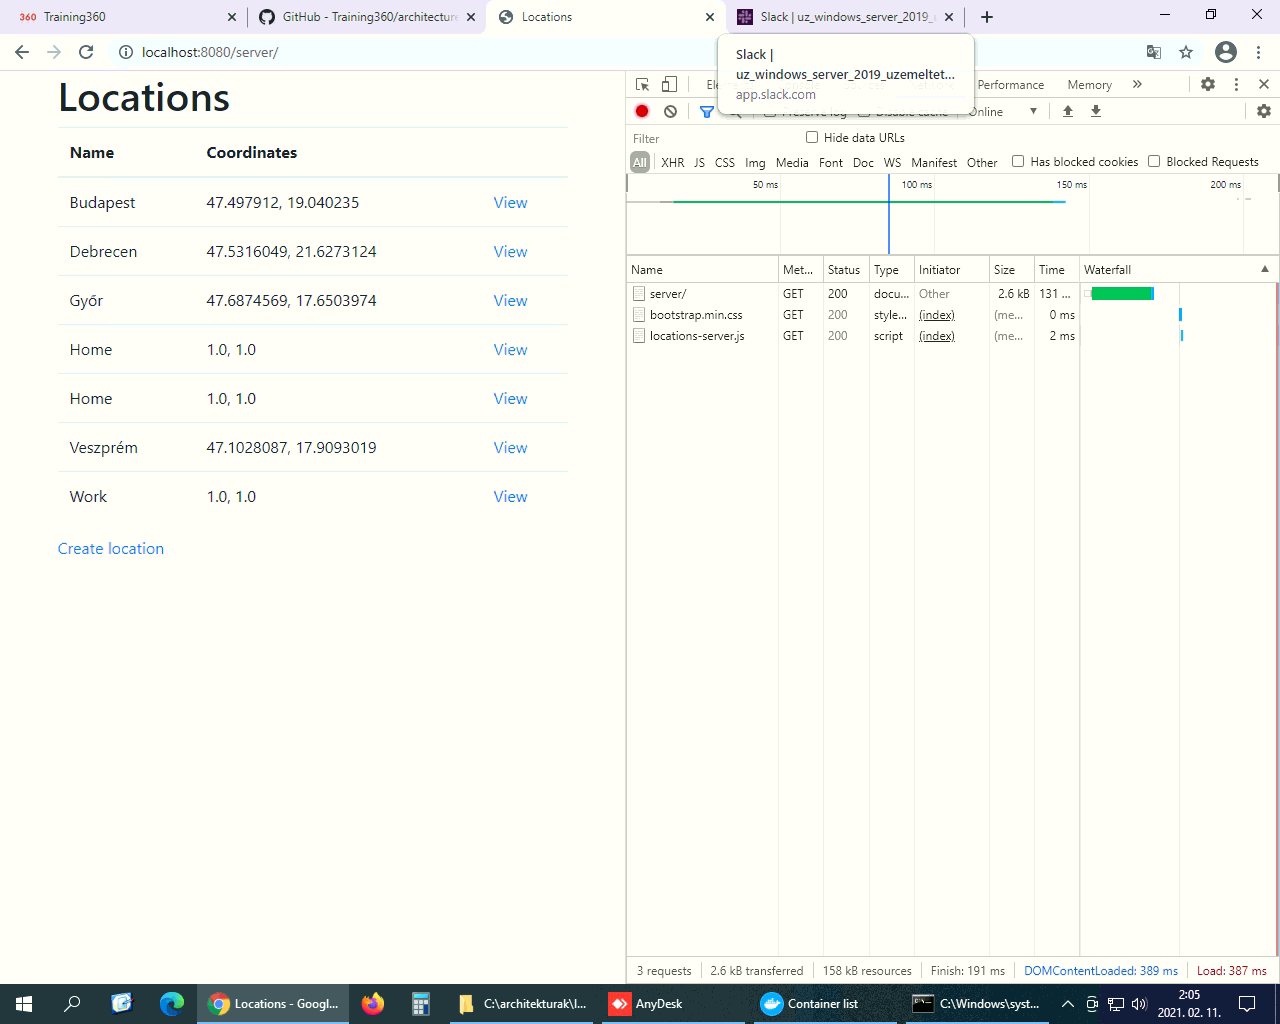 360 Training360
GitHub - Training360/architecture
Locations
Slack | uz_windows_server_2019_
localhost:8080/server/
Slack |
uz_windows_server_2019_uzemeltet...
app.slack.com
Performance
Memory
Online
Filter
Hide data URLs
All XHR JS CSS Img Media Font Doc WS Manifest Other Has blocked cookies Blocked Requests
50 ms 100 ms 150 ms 200 ms
Name Met... Status Type Initiator Size Time Waterfall
server/ GET 200 docu... Other 2.6 kB 131 ...
bootstrap.min.css GET 200 style... (index) (me... 0 ms
locations-server.js GET 200 script (index) (me... 2 ms
3 requests 2.6 kB transferred 158 kB resources Finish: 191 ms DOMContentLoaded: 389 ms Load: 387 ms
Locations
Name Coordinates
Budapest 47.497912, 19.040235 View
Debrecen 47.5316049, 21.6273124 View
Győr 47.6874569, 17.6503974 View
Home 1.0, 1.0 View
Home 1.0, 1.0 View
Veszprém 47.1028087, 17.9093019 View
Work 1.0, 1.0 View
Create location
Locations - Googl...
C:\architekturak\l...
AnyDesk
Container list
C:\Windows\syst...
2:05
2021. 02. 11.